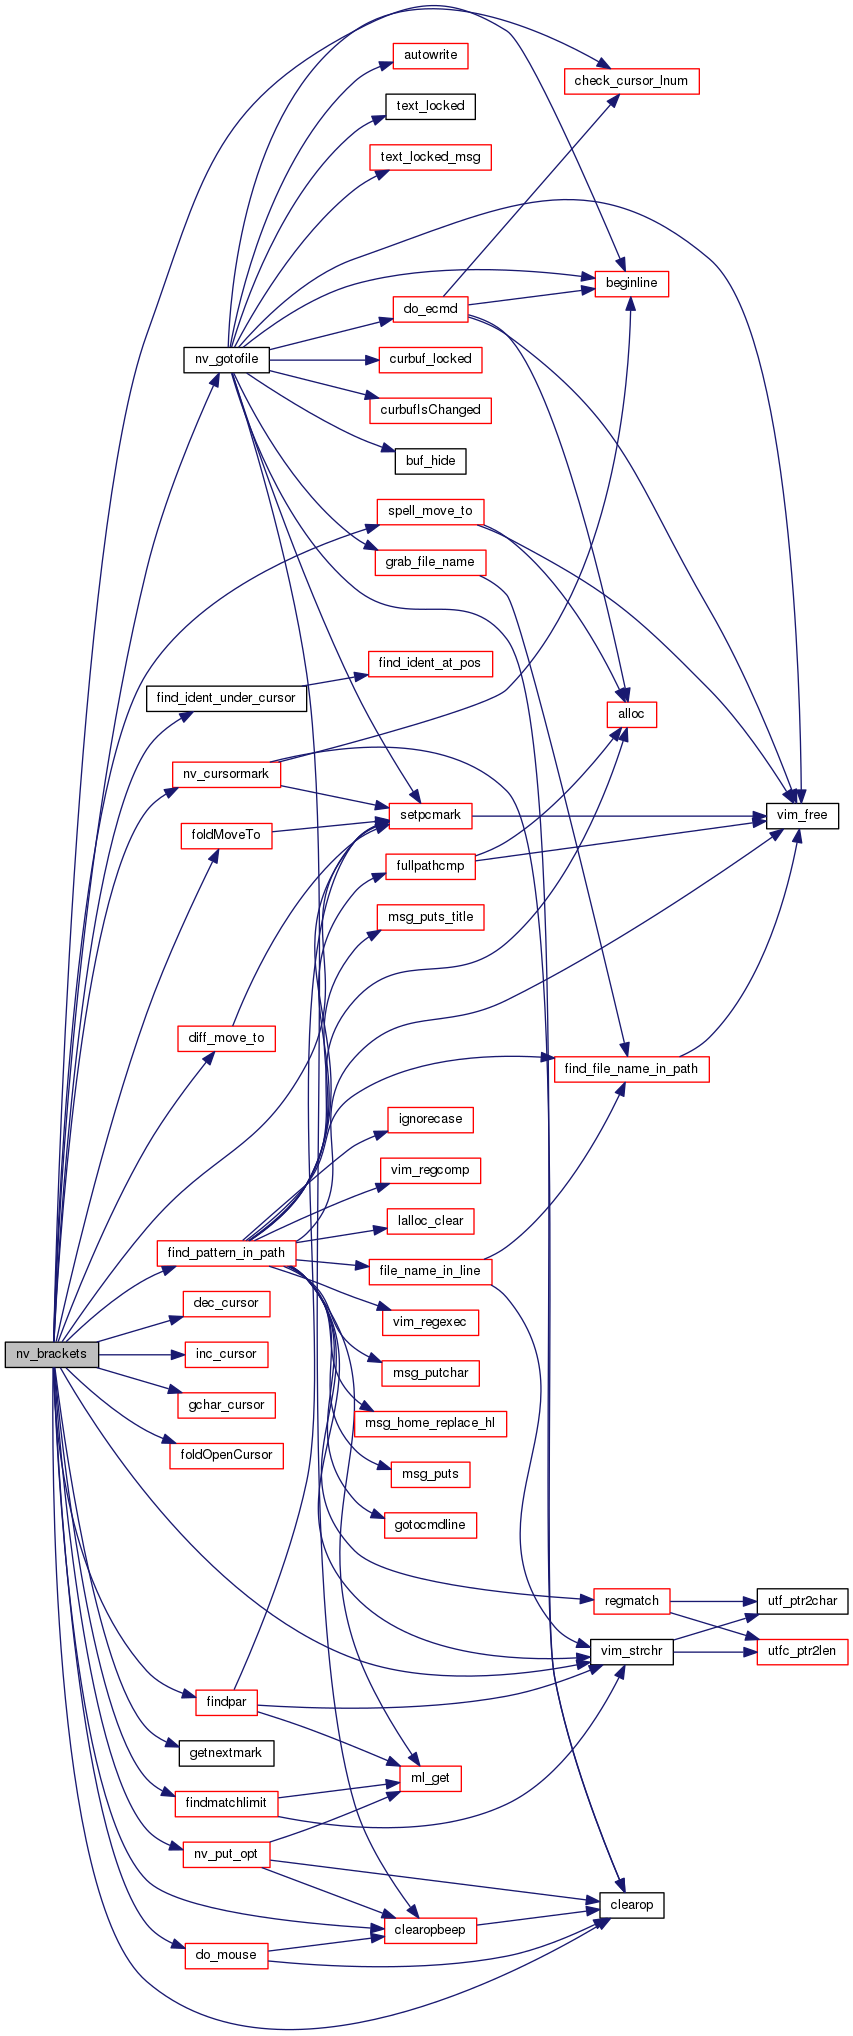 autowrite
check_cursor_lnum
text_locked
text_locked_msg
beginline
do_ecmd
nv_gotofile
curbuf_locked
curbufIsChanged
buf_hide
spell_move_to
grab_file_name
find_ident_at_pos
find_ident_under_cursor
alloc
nv_cursormark
setpcmark
vim_free
foldMoveTo
fullpathcmp
msg_puts_title
diff_move_to
find_file_name_in_path
ignorecase
vim_regcomp
lalloc_clear
find_pattern_in_path
file_name_in_line
dec_cursor
vim_regexec
nv_brackets
inc_cursor
msg_putchar
gchar_cursor
msg_home_replace_hl
foldOpenCursor
msg_puts
gotocmdline
regmatch
utf_ptr2char
vim_strchr
utfc_ptr2len
findpar
getnextmark
ml_get
findmatchlimit
nv_put_opt
clearop
clearopbeep
do_mouse